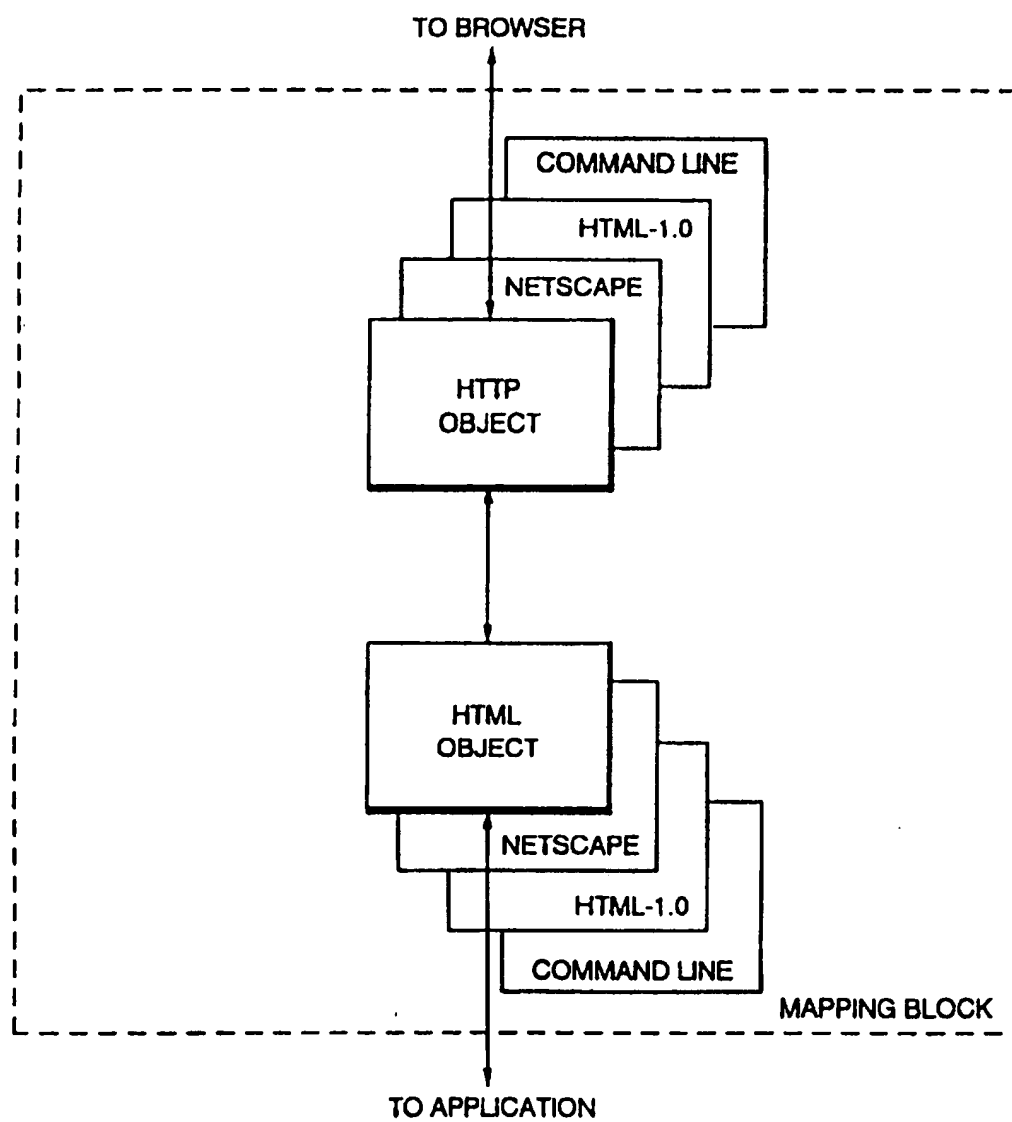 TO BROWSER
COMMAND LINE
HTML-1.0
NETSCAPE
HTTP
OBJECT
HTML
OBJECT
NETSCAPE
HTML-1.0
COMMAND LINE
MAPPING BLOCK
TO APPLICATION